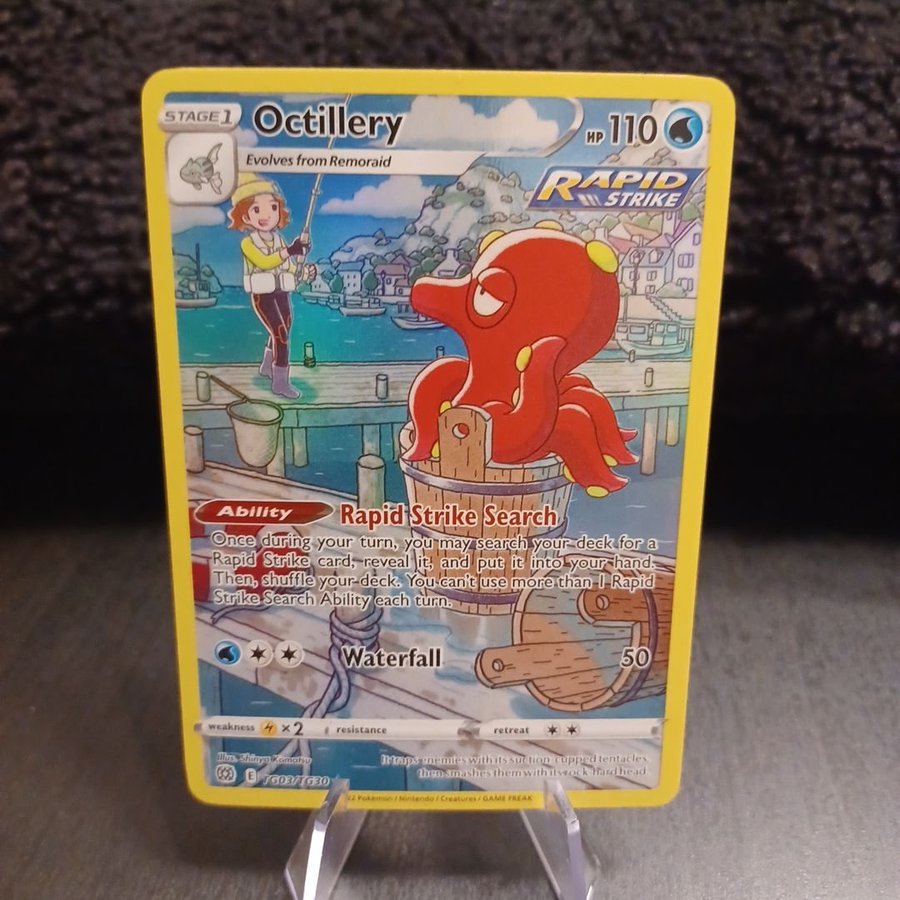 STAGE 1 Octillery HP 110
Evolves from Remoraid
RAPID
STRIKE
Ability Rapid Strike Search
Once during your turn, you may search your deck for a
Rapid Strike card, reveal it, and put it into your hand.
Then, shuffle your deck. You can't use more than 1 Rapid
Strike Search Ability each turn.
Waterfall 50
weakness ×2 resistance retreat
Illus. Shinya Komatsu
It traps enemies with its suction-cupped tentacles
then smashes them with its rock-hard head.
E TG03/TG30
22 Pokémon / Nintendo / Creatures / GAME FREAK